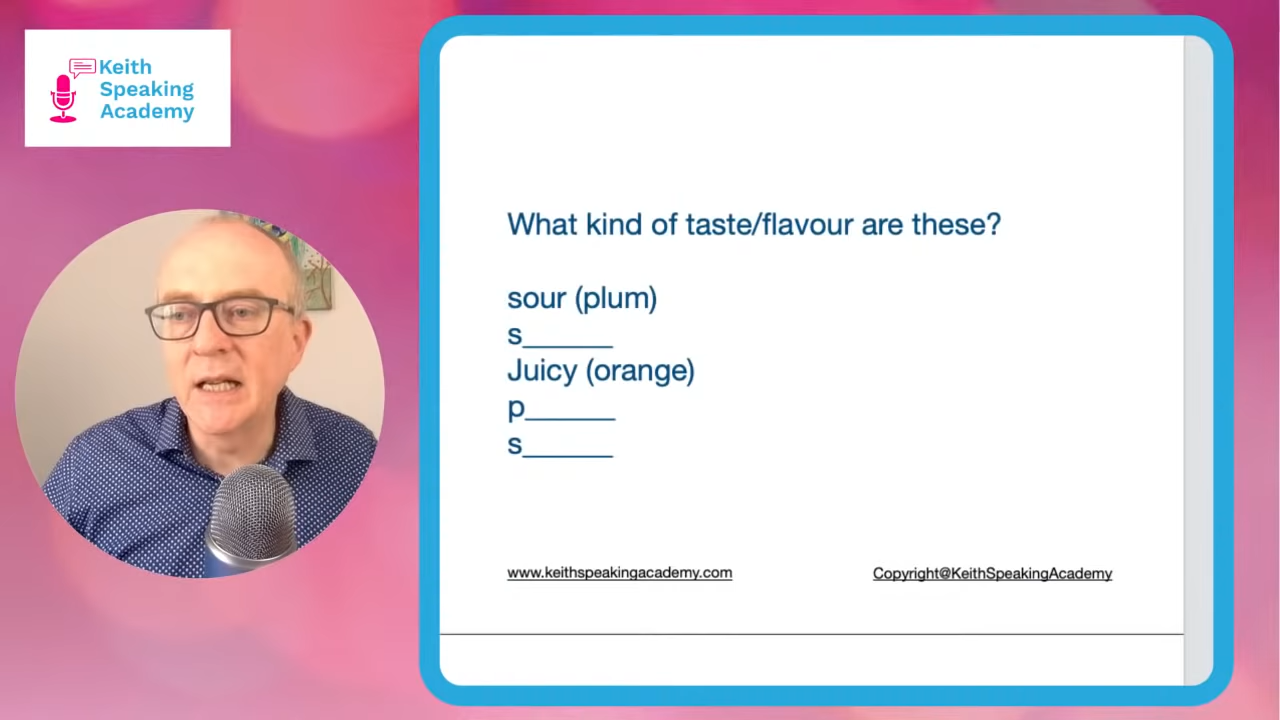 Keith
Speaking
Academy
What kind of taste/flavour are these?
sour (plum)
s______
Juicy (orange)
p______
s______
www.keithspeakingacademy.com
Copyright@KeithSpeakingAcademy